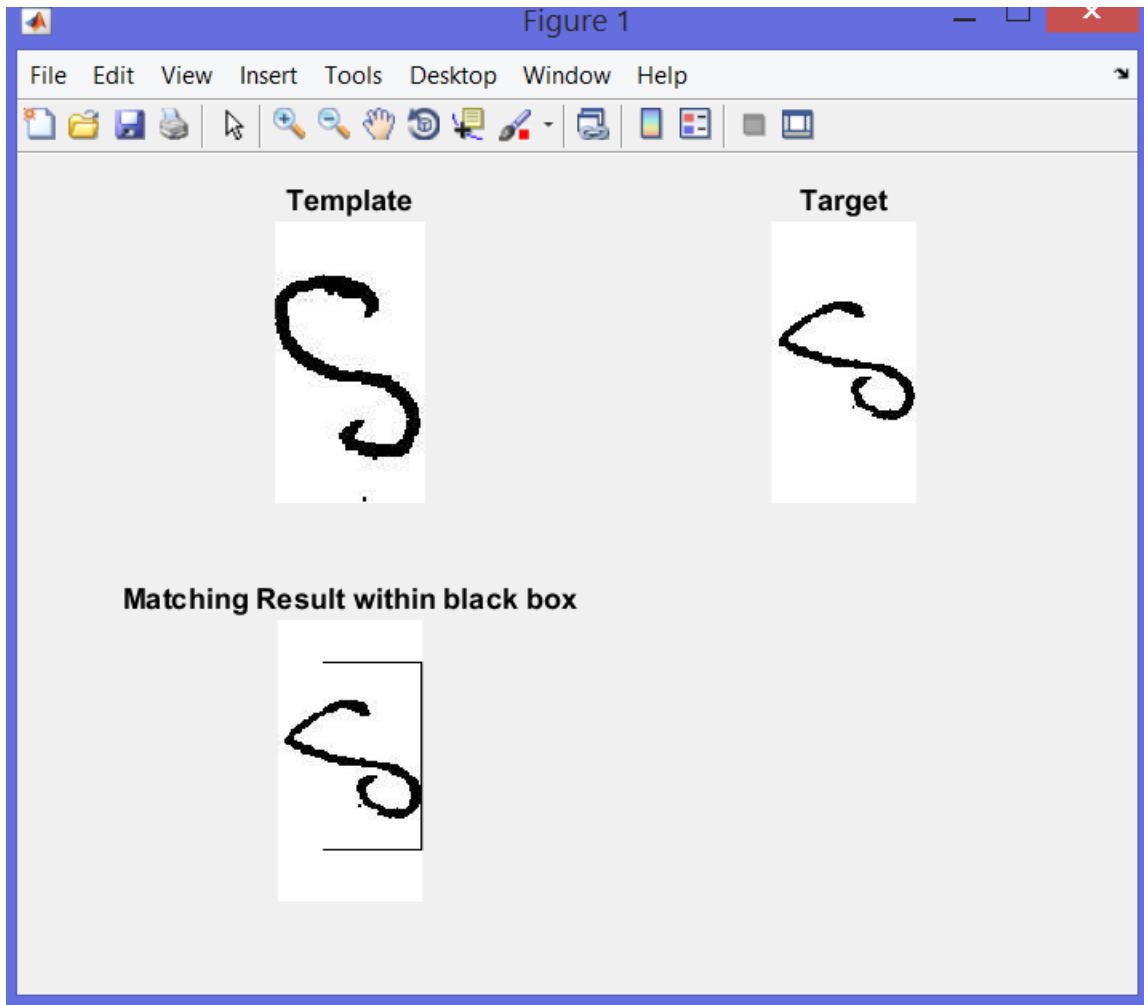 Figure 1
File Edit View Insert Tools Desktop Window Help
Template Target
S S
Matching Result within black box
S